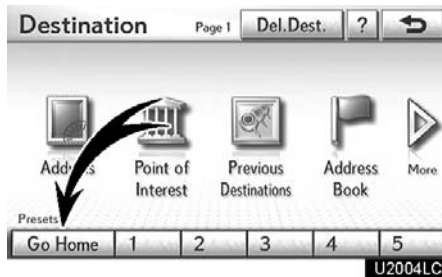 Destination Page 1 Del.Dest. ?
Point of Interest
Previous Destinations
Address Book
More
Presets
Go Home 1 2 3 4 5
U2004LC